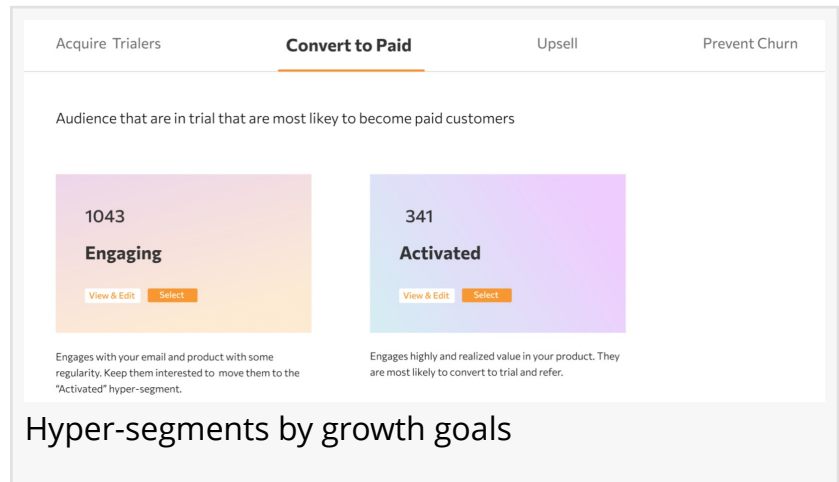 Acquire Trialers
Convert to Paid
Upsell
Prevent Churn
Audience that are in trial that are most likey to become paid customers
1043
Engaging
View & Edit
Select
Engages with your email and product with some
regularity. Keep them interested to move them to the
"Activated" hyper-segment.
341
Activated
View & Edit
Select
Engages highly and realized value in your product. They
are most likely to convert to trial and refer.
Hyper-segments by growth goals